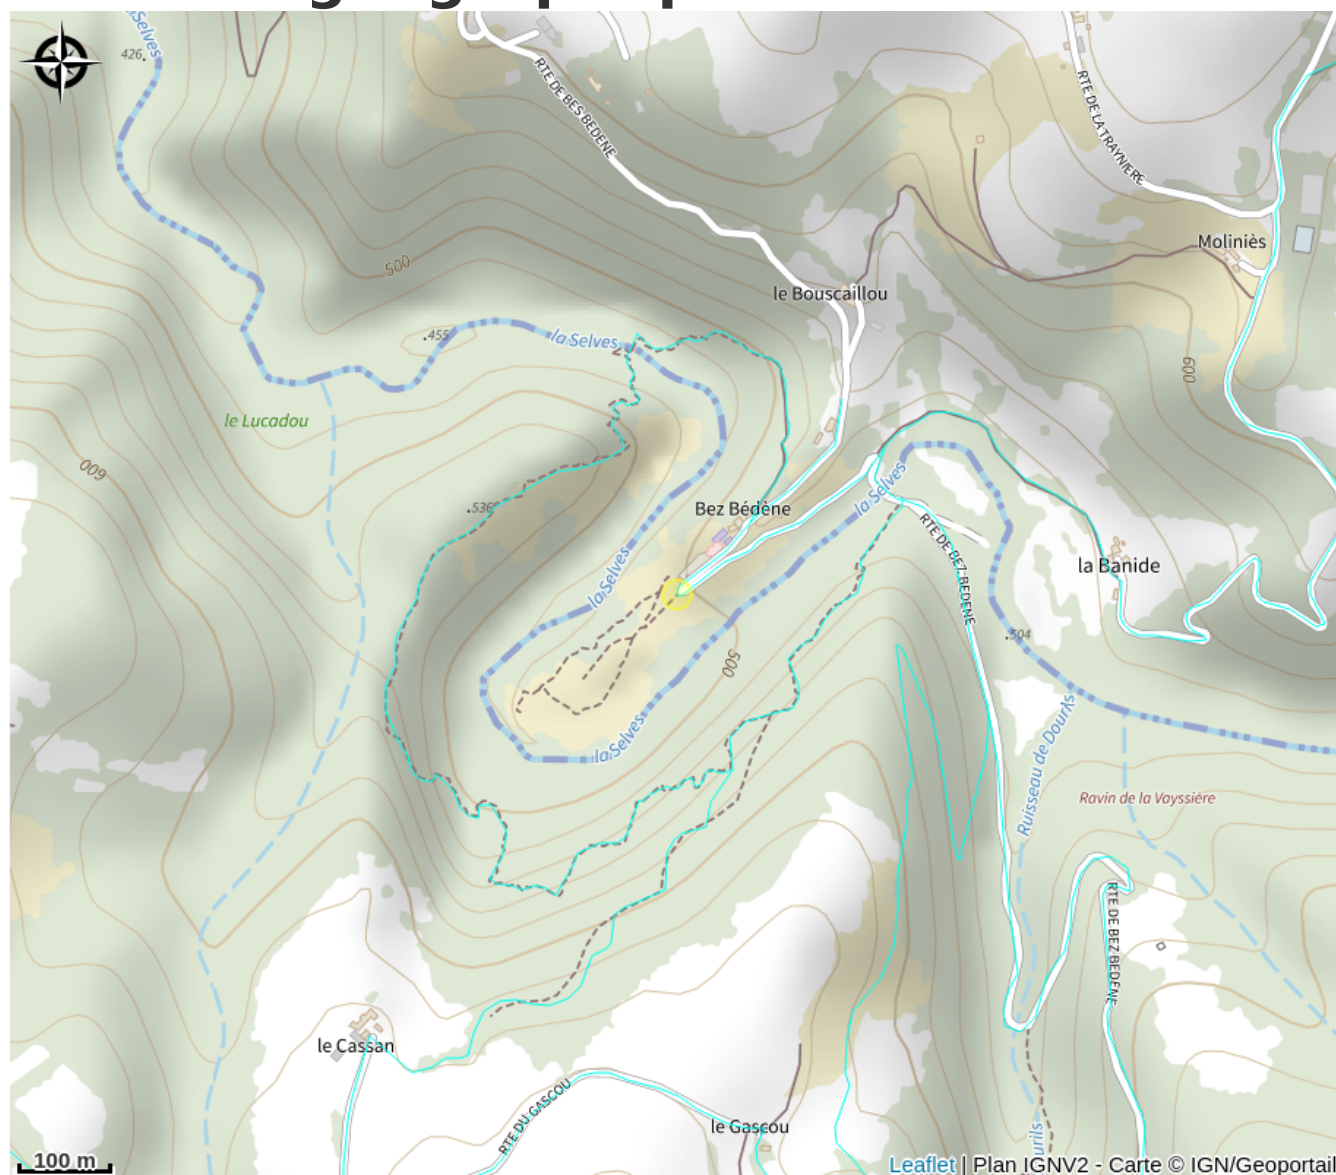 la Selves
426
RTE DE BES BEDENE
RTE DE LA TRAYNIERE
Moliniès
500
le Bouscaillou
.455
la Selves
600
le Lucadou
600
.536
Bez Bédène
la Selves
RTE DE BEZ BEDENE
la Banide
la Selves
.504
500
la Selves
Ruisseau de Dourks
Ravin de la Vayssière
RTE DE BEZ BEDENE
le Cassan
RTE DU GASCOU
le Gascou
100 m
Leaflet | Plan IGNV2 - Carte © IGN/Geoportail